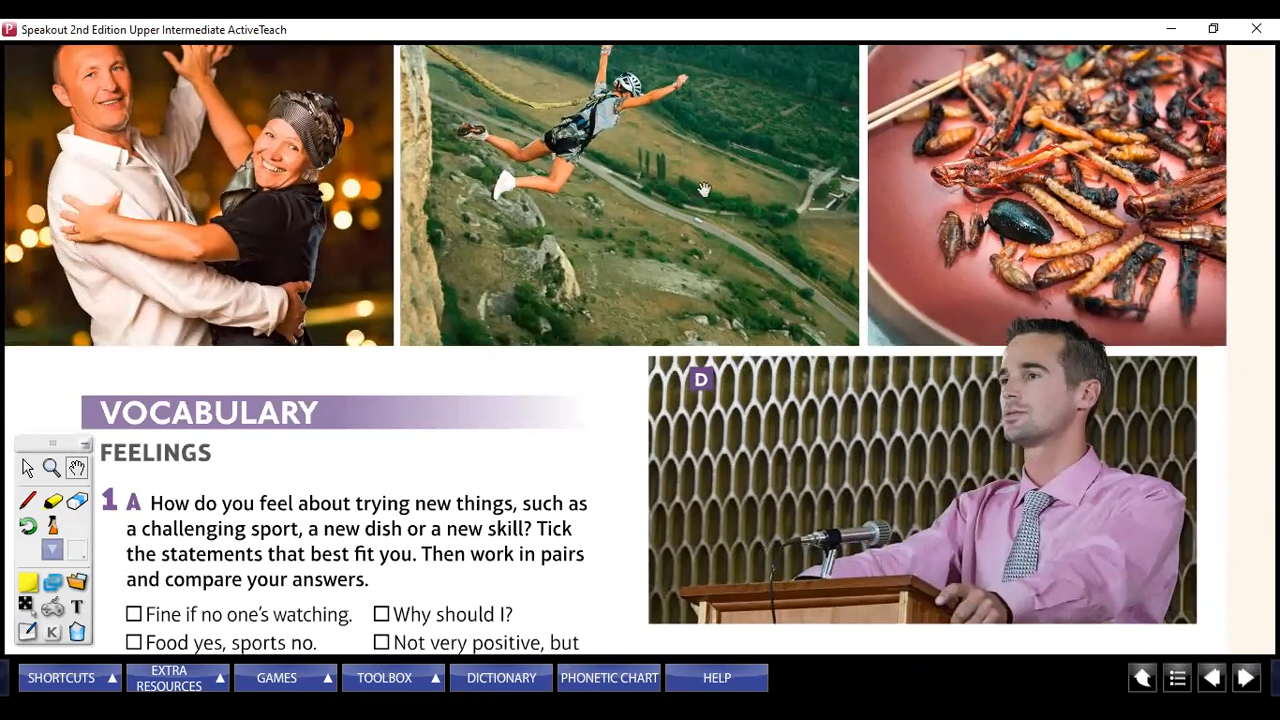 Speakout 2nd Edition Upper Intermediate ActiveTeach
D
VOCABULARY
FEELINGS
1 A How do you feel about trying new things, such as
a challenging sport, a new dish or a new skill? Tick
the statements that best fit you. Then work in pairs
and compare your answers.
Fine if no one's watching.
Why should I?
Food yes, sports no.
Not very positive, but
T
K
SHORTCUTS
EXTRA
RESOURCES
GAMES
TOOLBOX
DICTIONARY
PHONETIC CHART
HELP